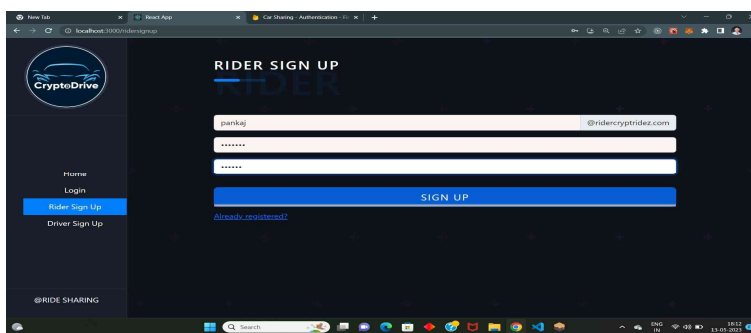 New Tab
React App
Car Sharing - Authentication - Fir
localhost:3000/ridersignup
CryptoDrive
RIDER SIGN UP
RIDER
pankaj
@ridercryptridez.com
•••••••
••••••
SIGN UP
Already registered?
Home
Login
Rider Sign Up
Driver Sign Up
@RIDE SHARING
Search
ENG
IN
18:12
13-05-2023